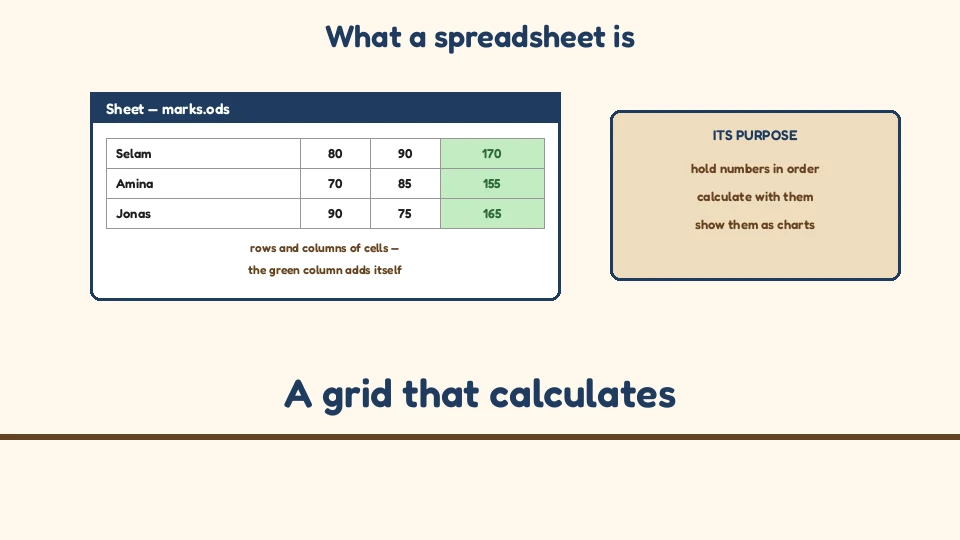 What a spreadsheet is
Sheet – marks.ods
Selam 80 90 170
Amina 70 85 155
Jonas 90 75 165
rows and columns of cells –
the green column adds itself
ITS PURPOSE
hold numbers in order
calculate with them
show them as charts
A grid that calculates